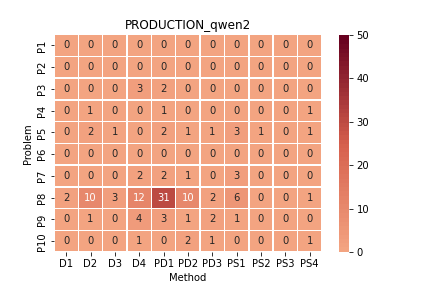 PRODUCTION_qwen2
P1 0 0 0 0 0 0 0 0 0 0 0
P2 0 0 0 0 0 0 0 0 0 0 0
P3 0 0 0 3 2 0 0 0 0 0 0
P4 0 1 0 0 1 0 0 0 0 0 1
P5 0 2 1 0 2 1 1 3 1 0 1
P6 0 0 0 0 0 0 0 0 0 0 0
P7 0 0 0 2 2 1 0 3 0 0 0
P8 2 10 3 12 31 10 2 6 0 0 1
P9 0 1 0 4 3 1 2 1 0 0 0
P10 0 0 0 1 0 2 1 0 0 0 1
D1 D2 D3 D4 PD1 PD2 PD3 PS1 PS2 PS3 PS4
Method
Problem
50
40
30
20
10
0